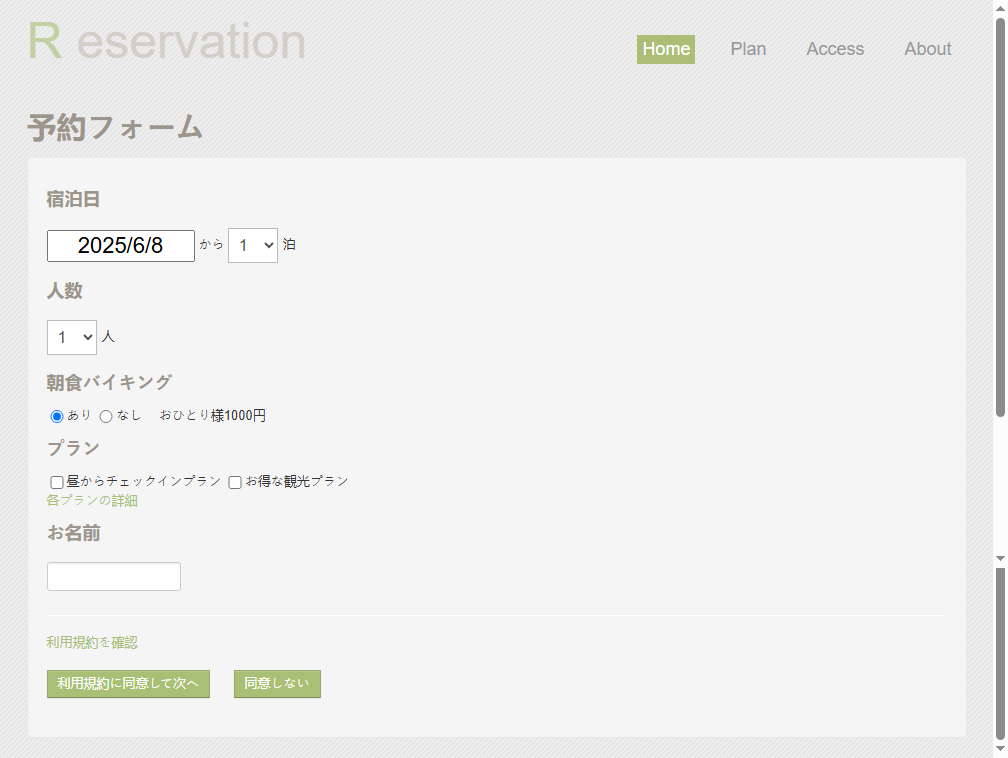 R eservation
Home Plan Access About
予約フォーム
宿泊日
2025/6/8 から 1 泊
人数
1 人
朝食バイキング
あり なし おひとり様1000円
プラン
昼からチェックインプラン お得な観光プラン
各プランの詳細
お名前
利用規約を確認
利用規約に同意して次へ 同意しない